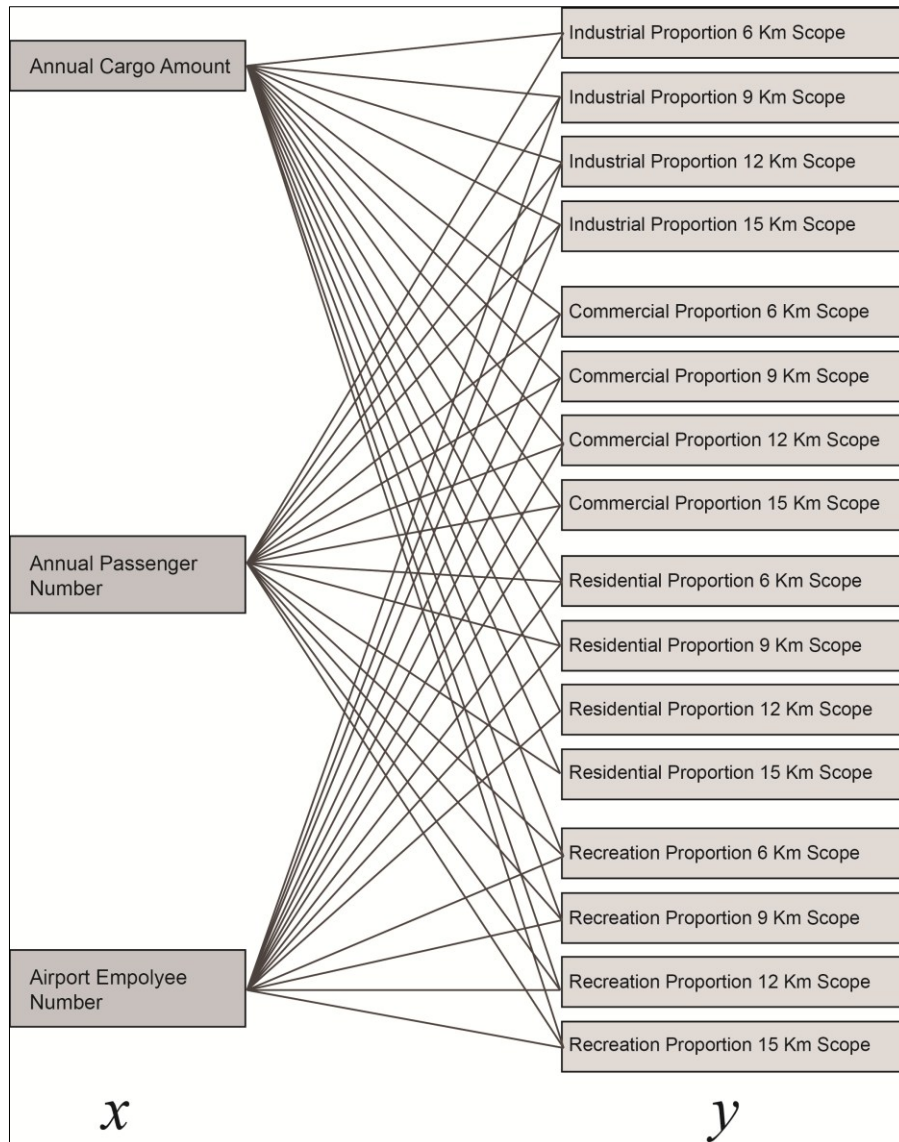 Annual Cargo Amount
Annual Passenger
Number
Airport Empolyee
Number
x
Industrial Proportion 6 Km Scope
Industrial Proportion 9 Km Scope
Industrial Proportion 12 Km Scope
Industrial Proportion 15 Km Scope
Commercial Proportion 6 Km Scope
Commercial Proportion 9 Km Scope
Commercial Proportion 12 Km Scope
Commercial Proportion 15 Km Scope
Residential Proportion 6 Km Scope
Residential Proportion 9 Km Scope
Residential Proportion 12 Km Scope
Residential Proportion 15 Km Scope
Recreation Proportion 6 Km Scope
Recreation Proportion 9 Km Scope
Recreation Proportion 12 Km Scope
Recreation Proportion 15 Km Scope
y